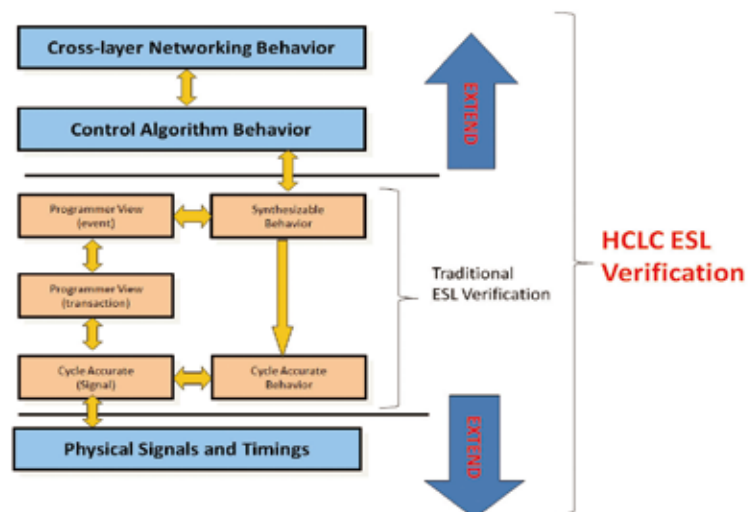 Cross-layer Networking Behavior
Control Algorithm Behavior
EXTEND
Programmer View
(event)
Synthesizable
Behavior
Programmer View
(transaction)
Cycle Accurate
(Signal)
Cycle Accurate
Behavior
Traditional
ESL Verification
HCLC ESL
Verification
Physical Signals and Timings
EXTEND